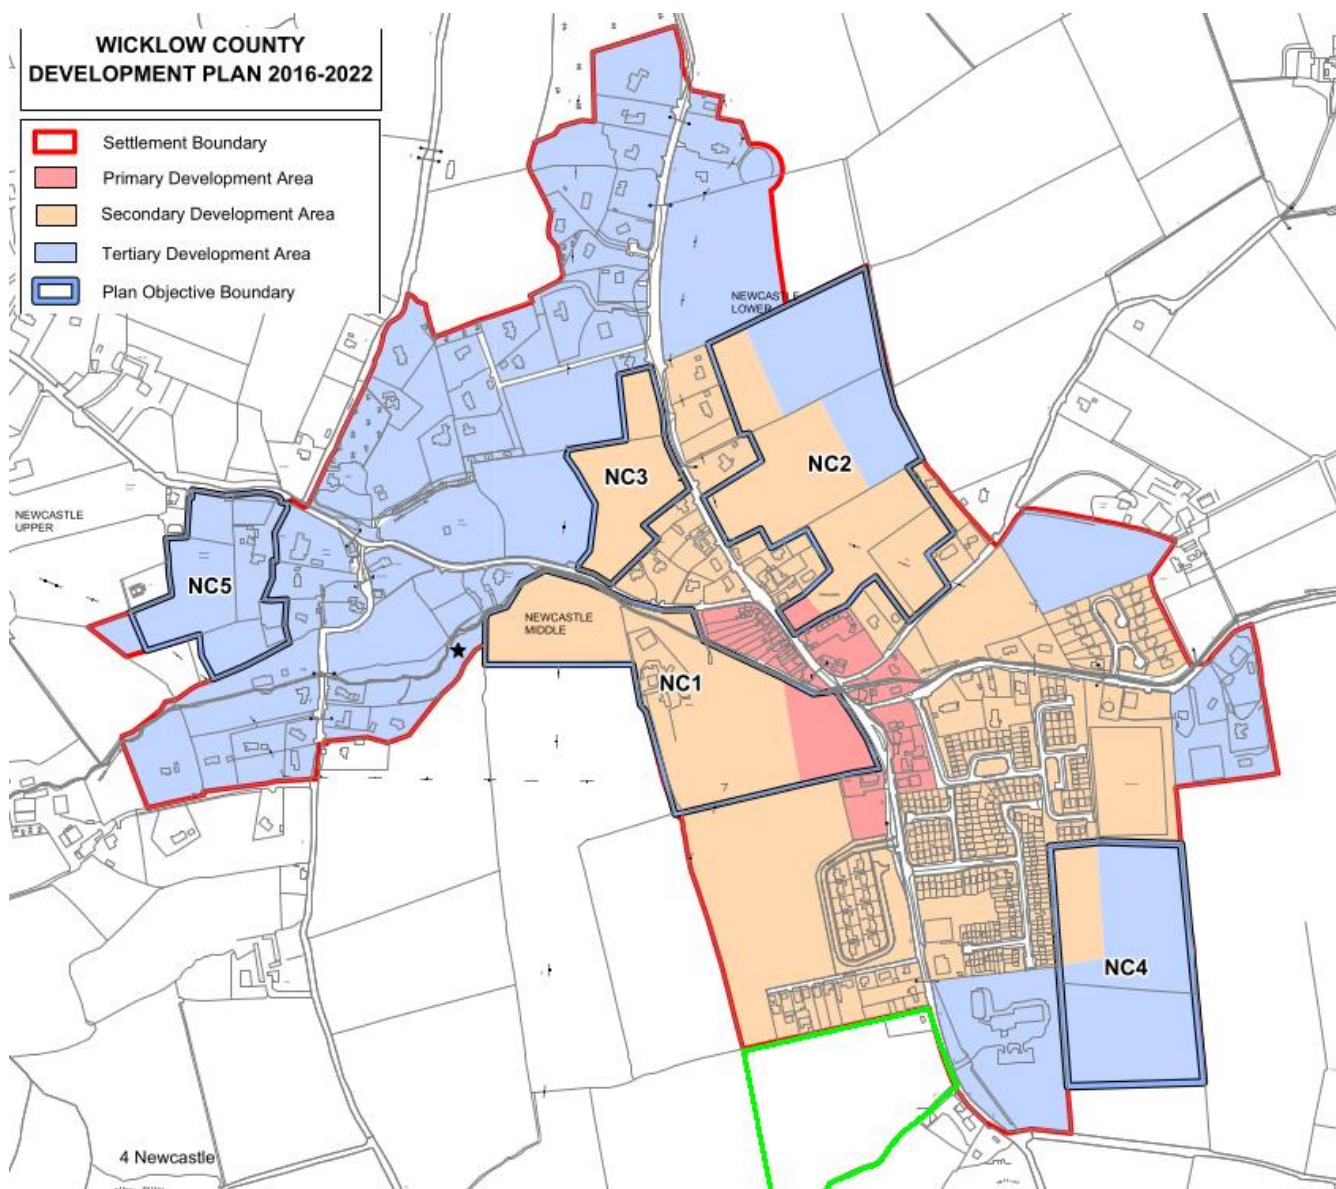 WICKLOW COUNTY
DEVELOPMENT PLAN 2016-2022
Settlement Boundary
Primary Development Area
Secondary Development Area
Tertiary Development Area
Plan Objective Boundary
NEWCASTLE
LOWER
NC2
NC3
NEWCASTLE
UPPER
NC5
NEWCASTLE
MIDDLE
NC1
NC4
4 Newcastle